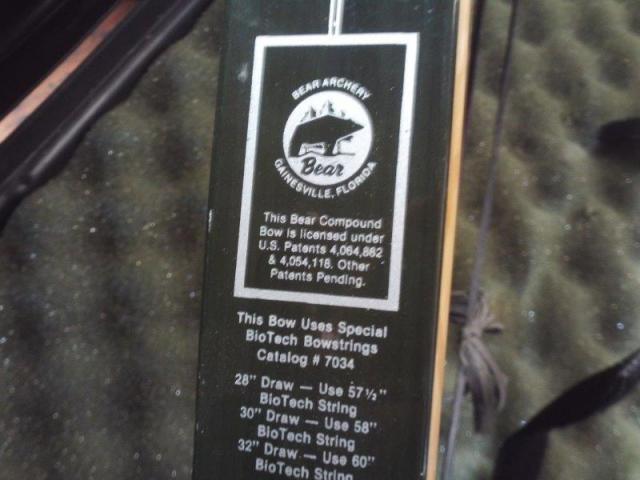 BEAR ARCHERY
Bear
GAINESVILLE, FLORIDA
This Bear Compound
Bow is licensed under
U.S. Patents 4,064,862
& 4,054,118. Other
Patents Pending.
This Bow Uses Special
BioTech Bowstrings
Catalog # 7034
28" Draw — Use 57½"
BioTech String
30" Draw — Use 58"
BioTech String
32" Draw — Use 60"
BioTech String